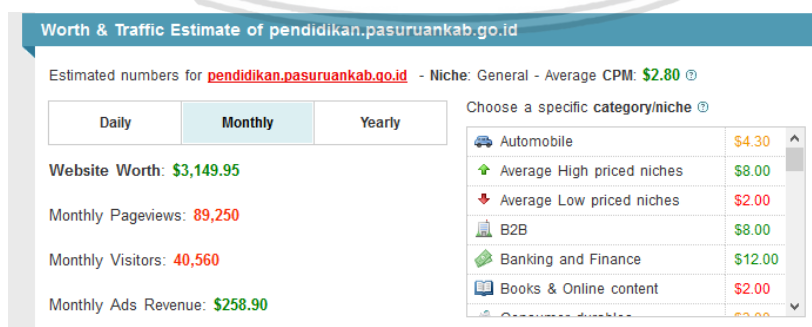 Worth & Traffic Estimate of pendidikan.pasuruankab.go.id
Estimated numbers for pendidikan.pasuruankab.go.id - Niche: General - Average CPM: $2.80
Choose a specific category/niche
Daily Monthly Yearly
Website Worth: $3,149.95
Monthly Pageviews: 89,250
Monthly Visitors: 40,560
Monthly Ads Revenue: $258.90
Automobile $4.30
Average High priced niches $8.00
Average Low priced niches $2.00
B2B $8.00
Banking and Finance $12.00
Books & Online content $2.00
Consumer durables